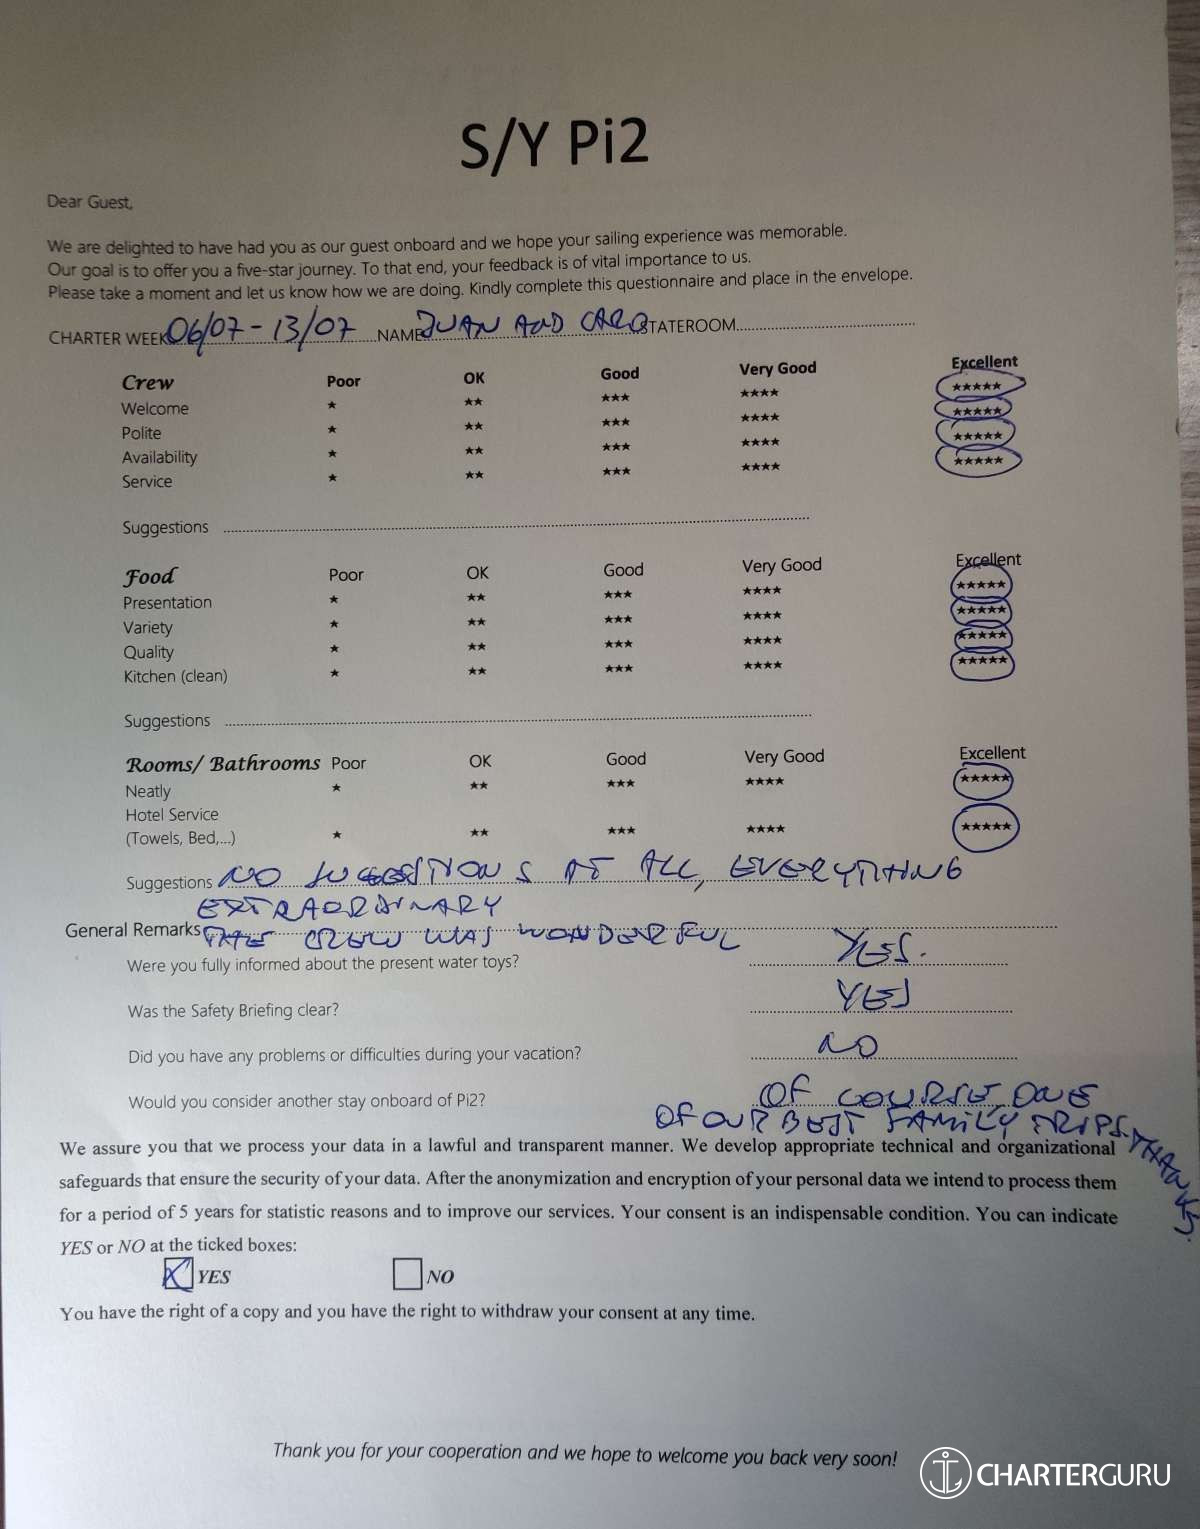 S/Y Pi2
Dear Guest,
We are delighted to have had you as our guest onboard and we hope your sailing experience was memorable.
Our goal is to offer you a five-star journey. To that end, your feedback is of vital importance to us.
Please take a moment and let us know how we are doing. Kindly complete this questionnaire and place in the envelope.
CHARTER WEEK 06/07 - 13/07 NAME JUAN AND CARO STATEROOM
Crew Poor OK Good Very Good Excellent
Welcome ★ ★★ ★★★ ★★★★ ★★★★★
Polite ★ ★★ ★★★ ★★★★ ★★★★★
Availability ★ ★★ ★★★ ★★★★ ★★★★★
Service ★ ★★ ★★★ ★★★★ ★★★★★
Suggestions
Food Poor OK Good Very Good Excellent
Presentation ★ ★★ ★★★ ★★★★ ★★★★★
Variety ★ ★★ ★★★ ★★★★ ★★★★★
Quality ★ ★★ ★★★ ★★★★ ★★★★★
Kitchen (clean) ★ ★★ ★★★ ★★★★ ★★★★★
Suggestions
Rooms/ Bathrooms Poor OK Good Very Good Excellent
Neatly ★ ★★ ★★★ ★★★★ ★★★★★
Hotel Service
(Towels, Bed,...) ★ ★★ ★★★ ★★★★ ★★★★★
Suggestions NO SUGGESTIONS AT ALL, EVERYTHING
EXTRAORDINARY
General Remarks THE CREW WAS WONDERFUL
Were you fully informed about the present water toys? YES.
Was the Safety Briefing clear? YES
Did you have any problems or difficulties during your vacation? NO
Would you consider another stay onboard of Pi2? OF COURSE, ONE
OF OUR BEST FAMILY TRIPS. THANKS.
We assure you that we process your data in a lawful and transparent manner. We develop appropriate technical and organizational
safeguards that ensure the security of your data. After the anonymization and encryption of your personal data we intend to process them
for a period of 5 years for statistic reasons and to improve our services. Your consent is an indispensable condition. You can indicate
YES or NO at the ticked boxes:
X YES NO
You have the right of a copy and you have the right to withdraw your consent at any time.
Thank you for your cooperation and we hope to welcome you back very soon!
CHARTERGURU